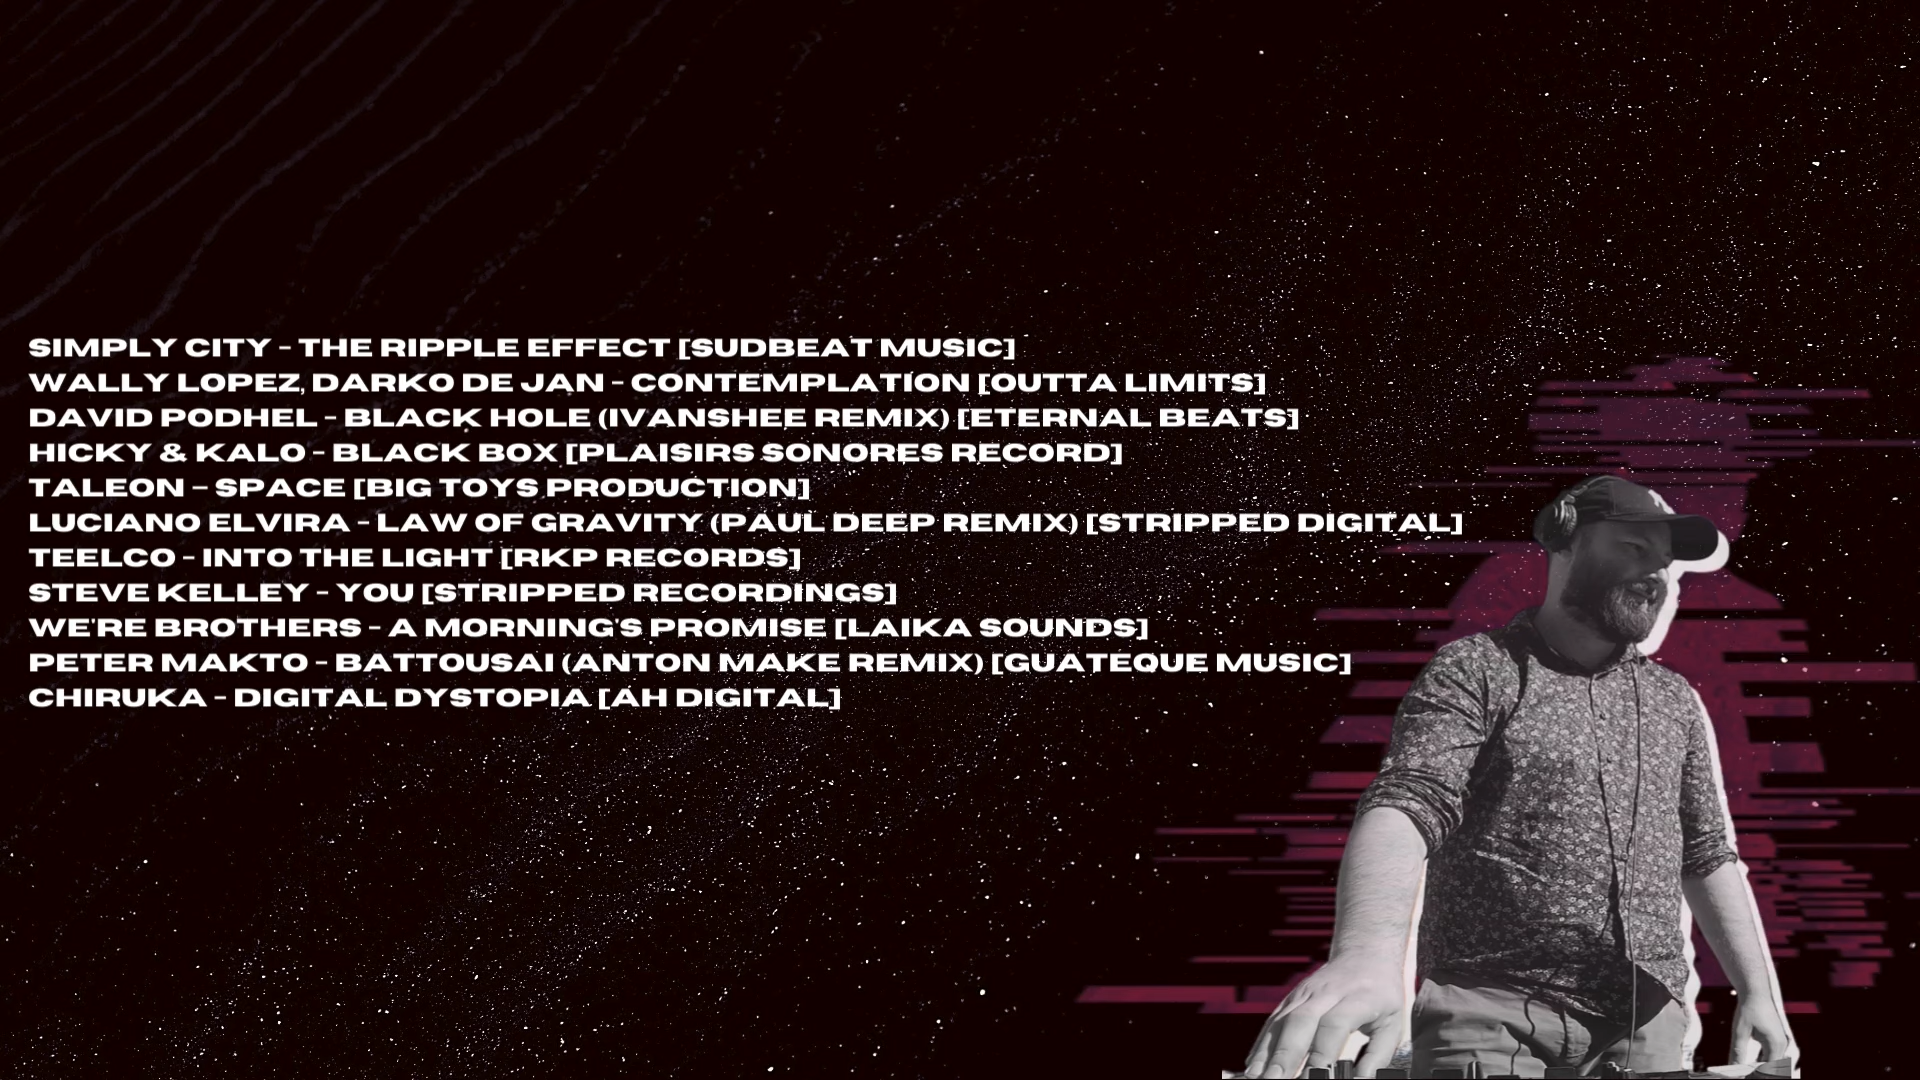 SIMPLY CITY - THE RIPPLE EFFECT [SUDBEAT MUSIC]
WALLY LOPEZ, DARKO DE JAN - CONTEMPLATION [OUTTA LIMITS]
DAVID PODHEL - BLACK HOLE (IVANSHEE REMIX) [ETERNAL BEATS]
HICKY & KALO - BLACK BOX [PLAISIRS SONORES RECORD]
TALEON – SPACE [BIG TOYS PRODUCTION]
LUCIANO ELVIRA - LAW OF GRAVITY (PAUL DEEP REMIX) [STRIPPED DIGITAL]
TEELCO - INTO THE LIGHT [RKP RECORDS]
STEVE KELLEY - YOU [STRIPPED RECORDINGS]
WE'RE BROTHERS - A MORNING'S PROMISE [LAIKA SOUNDS]
PETER MAKTO - BATTOUSAI (ANTON MAKE REMIX) [GUATEQUE MUSIC]
CHIRUKA - DIGITAL DYSTOPIA [AH DIGITAL]